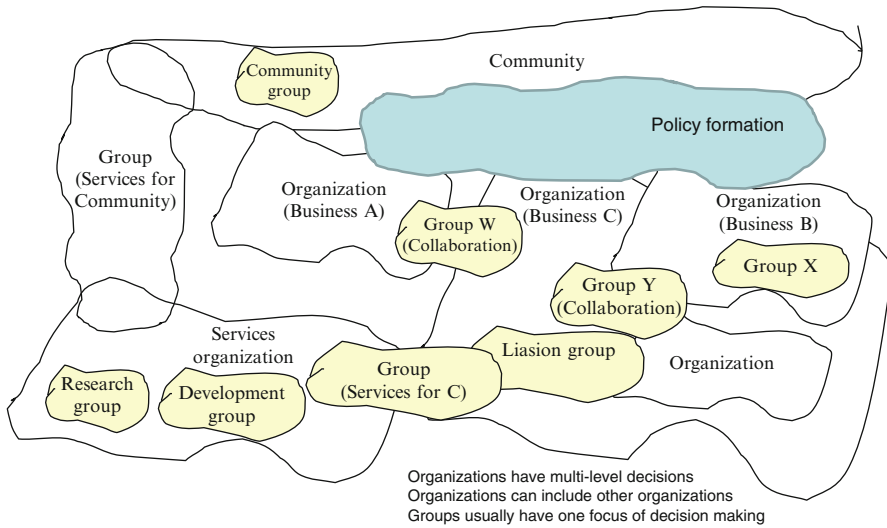 Community
Community
group
Policy formation
Group
(Services for
Community)
Organization
(Business A)
Organization
(Business C)
Organization
(Business B)
Group W
(Collaboration)
Group X
Group Y
(Collaboration)
Services
organization
Liasion group
Organization
Group
(Services for C)
Research
group
Development
group
Organizations have multi-level decisions
Organizations can include other organizations
Groups usually have one focus of decision making